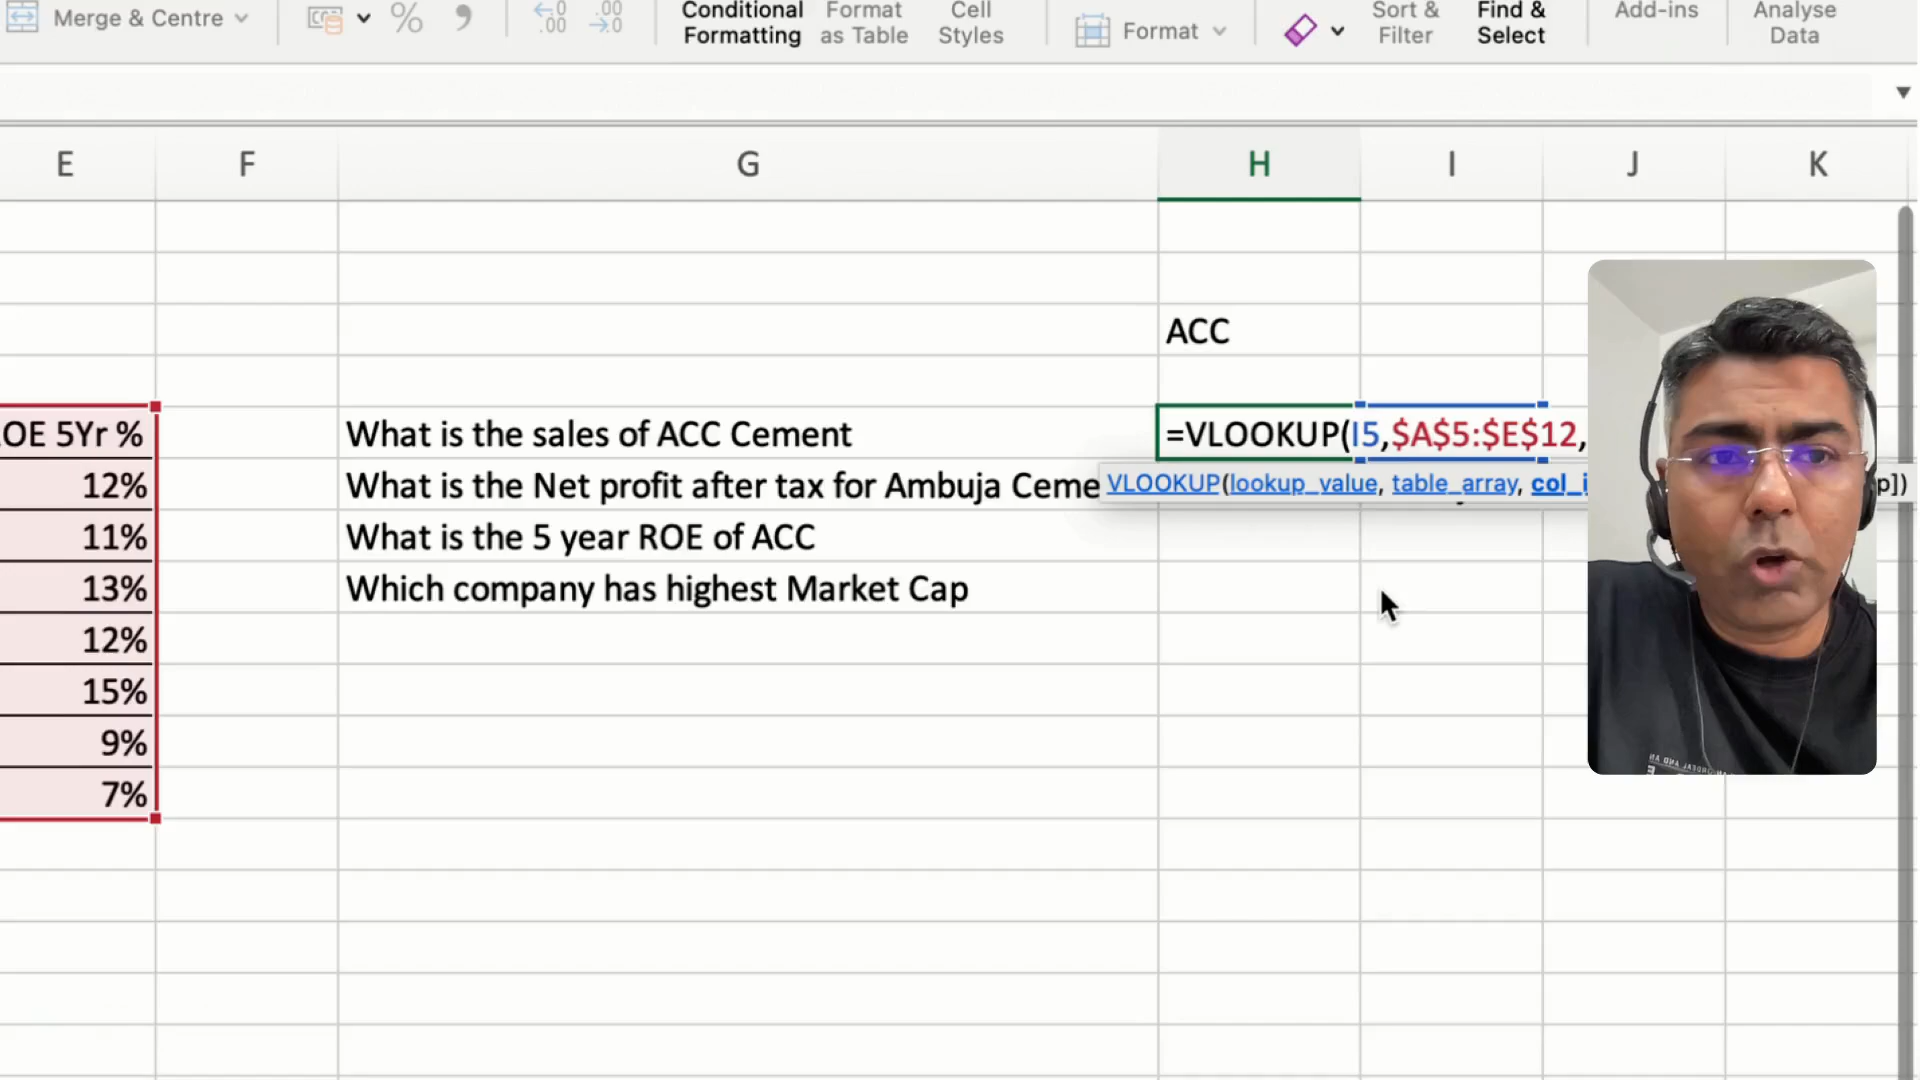 Merge & Centre
%
Conditional Formatting
Format as Table
Cell Styles
Format
Sort & Filter
Find & Select
Add-ins
Analyse Data
E F G H I J K
ACC
OE 5Yr %
What is the sales of ACC Cement
=VLOOKUP(I5,$A$5:$E$12,
12%
What is the Net profit after tax for Ambuja Ceme
VLOOKUP(lookup_value, table_array, col_i
p])
11%
What is the 5 year ROE of ACC
13%
Which company has highest Market Cap
12%
15%
9%
7%